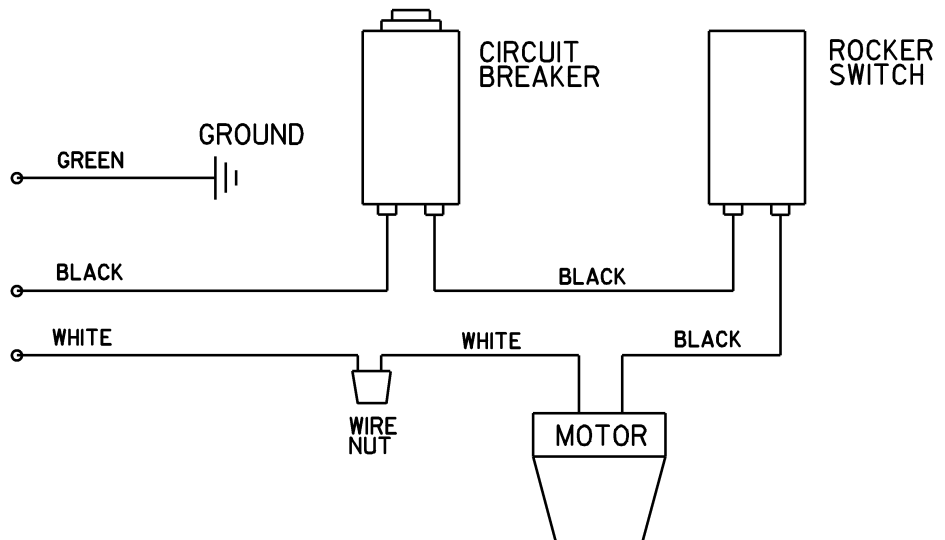 CIRCUIT
BREAKER
ROCKER
SWITCH
GROUND
GREEN
BLACK
BLACK
WHITE
WHITE
BLACK
WIRE
NUT
MOTOR